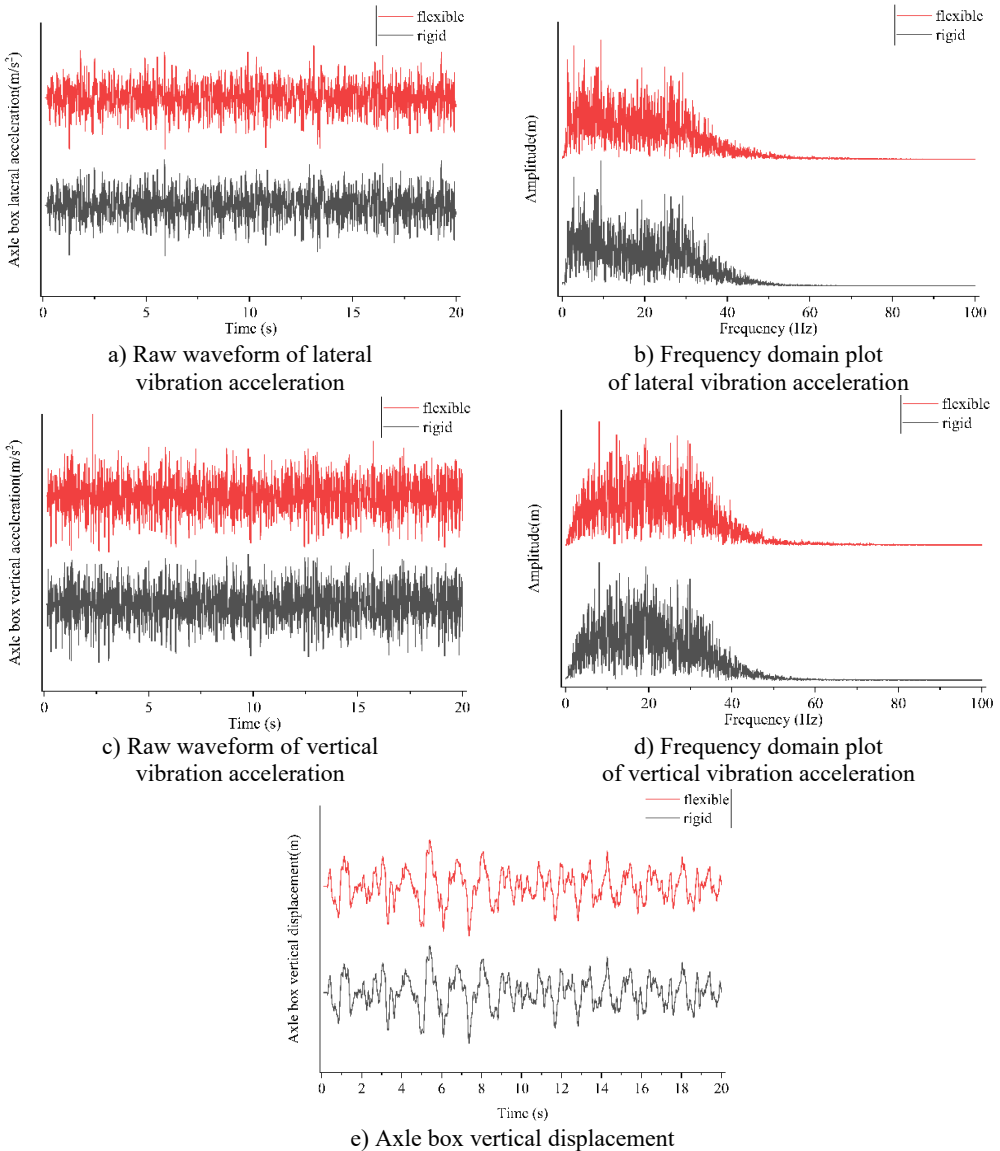 flexible
rigid
Axle box lateral accelerration(m/s²)
0
5
10
15
20
Time (s)
a) Raw waveform of lateral
vibration acceleration
flexible
rigid
Amplitude(m)
0
20
40
60
80
100
Frequency (Hz)
b) Frequency domain plot
of lateral vibration acceleration
flexible
rigid
Axle box vertical acceleration(m/s²)
0
5
10
15
20
Time (s)
c) Raw waveform of vertical
vibration acceleration
flexible
rigid
Amplitude(m)
0
20
40
60
80
100
Frequency (Hz)
d) Frequency domain plot
of vertical vibration acceleration
flexible
rigid
Axle box vertical displacement(m)
0
2
4
6
8
10
12
14
16
18
20
Time (s)
e) Axle box vertical displacement